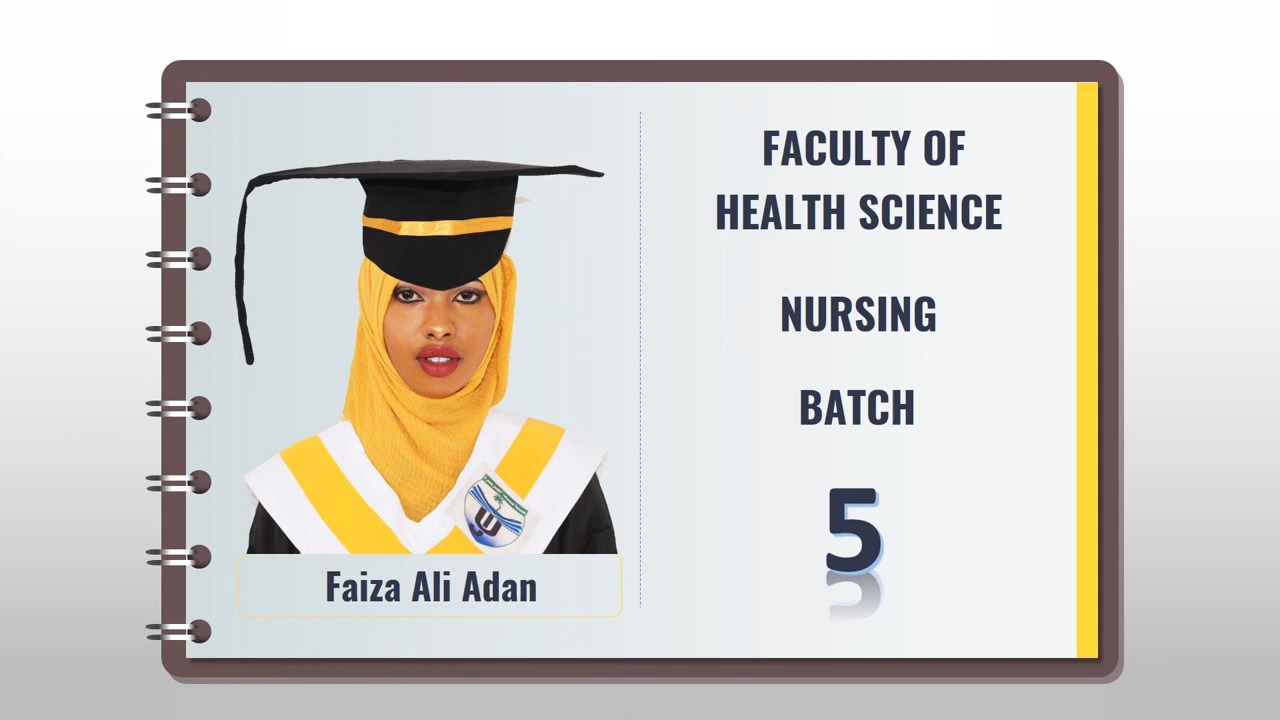 FACULTY OF
HEALTH SCIENCE
NURSING
BATCH
5
Faiza Ali Adan